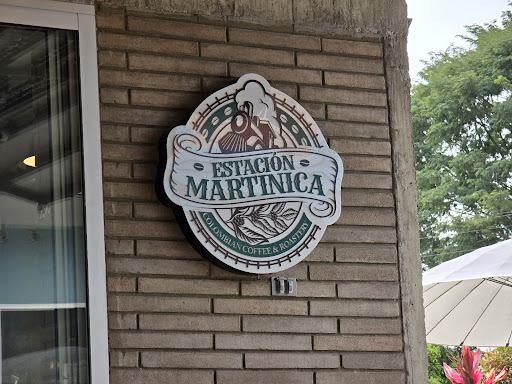 ESTACIÓN
MARTINICA
COLOMBIAN COFFEE & ROASTERY